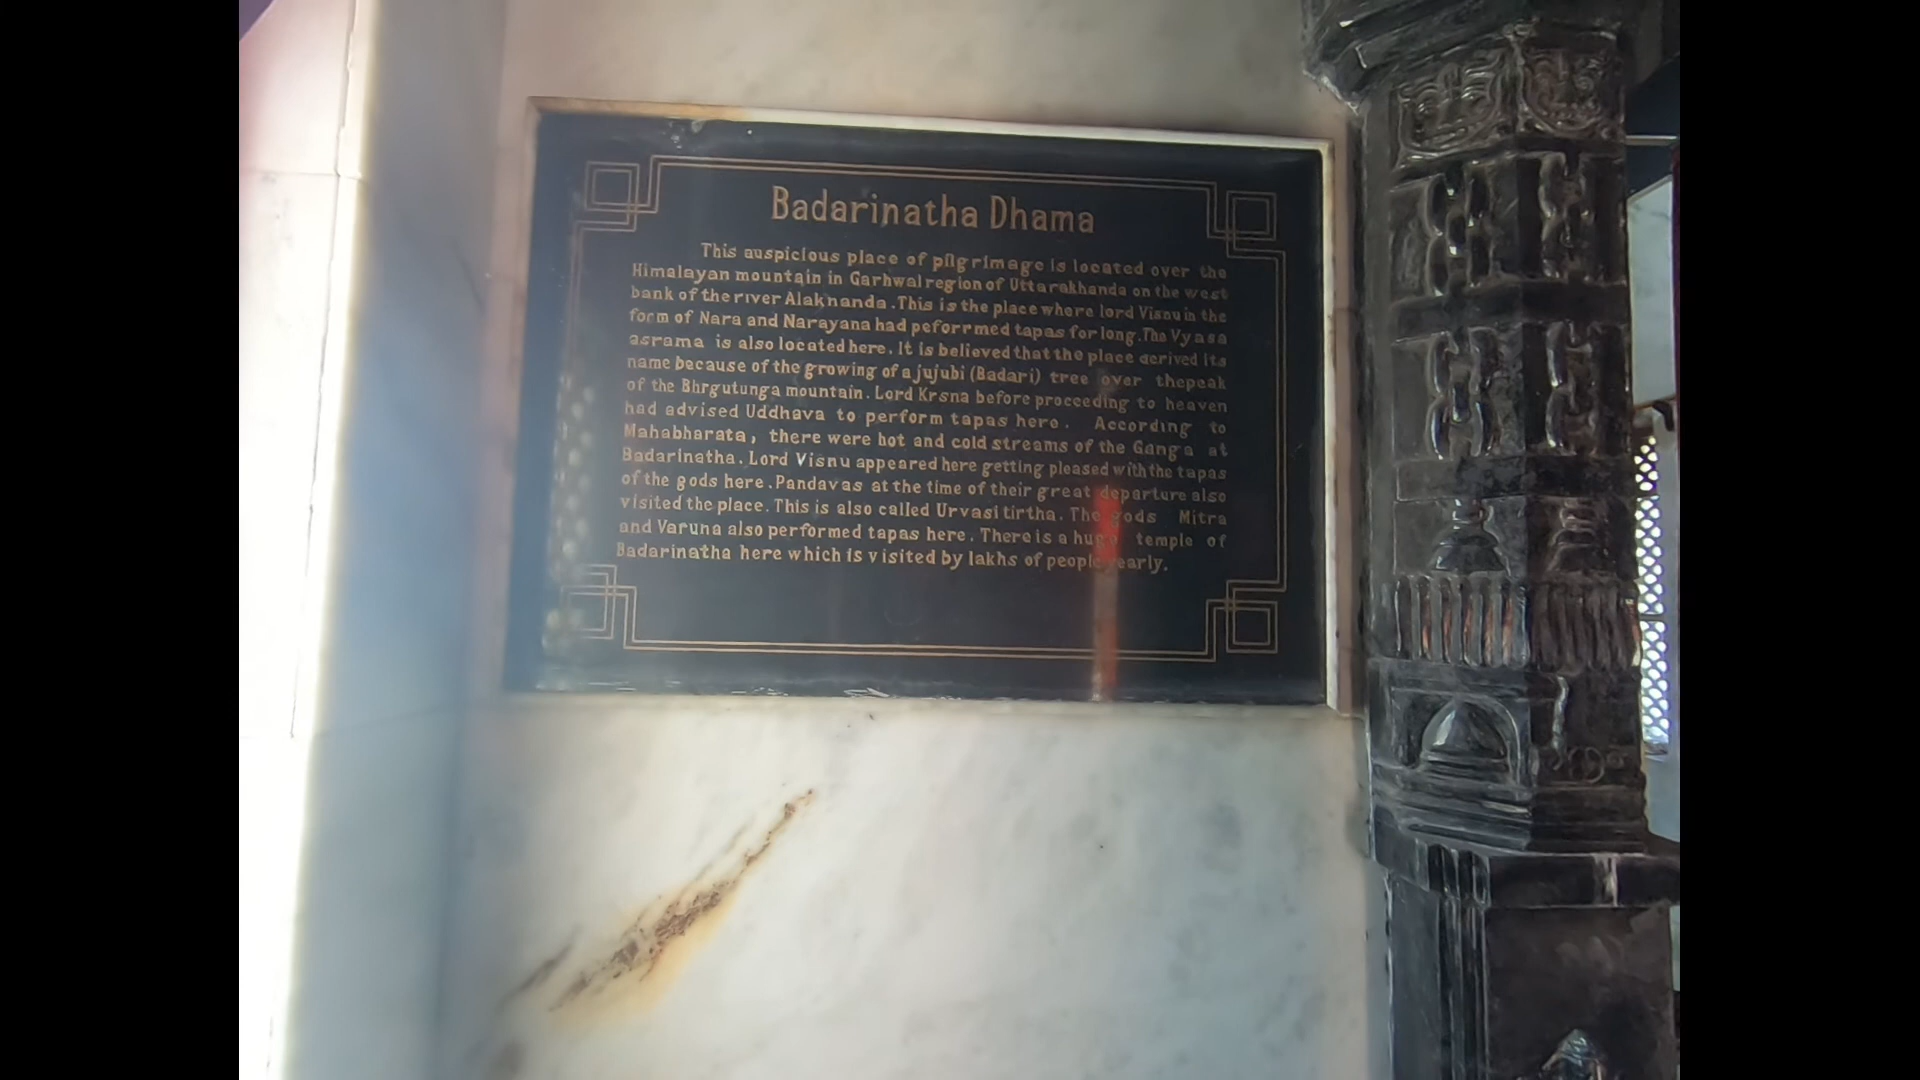 Badarinatha Dhama
This auspicious place of pilgrimage is located over the
Himalayan mountain in Garhwal region of Uttarakhanda on the west
bank of the river Alaknanda. This is the place where lord Visnu in the
form of Nara and Narayana had peforrmed tapas for long. The Vyasa
asrama is also located here. It is believed that the place derived its
name because of the growing of a jujubi (Badari) tree over thepeak
of the Bhrgutunga mountain. Lord Krsna before proceeding to heaven
had advised Uddhava to perform tapas here. According to
Mahabharata, there were hot and cold streams of the Ganga at
Badarinatha. Lord Visnu appeared here getting pleased with the tapas
of the gods here. Pandavas at the time of their great departure also
visited the place. This is also called Urvasi tirtha. The gods Mitra
and Varuna also performed tapas here. There is a huge temple of
Badarinatha here which is visited by lakhs of people yearly.